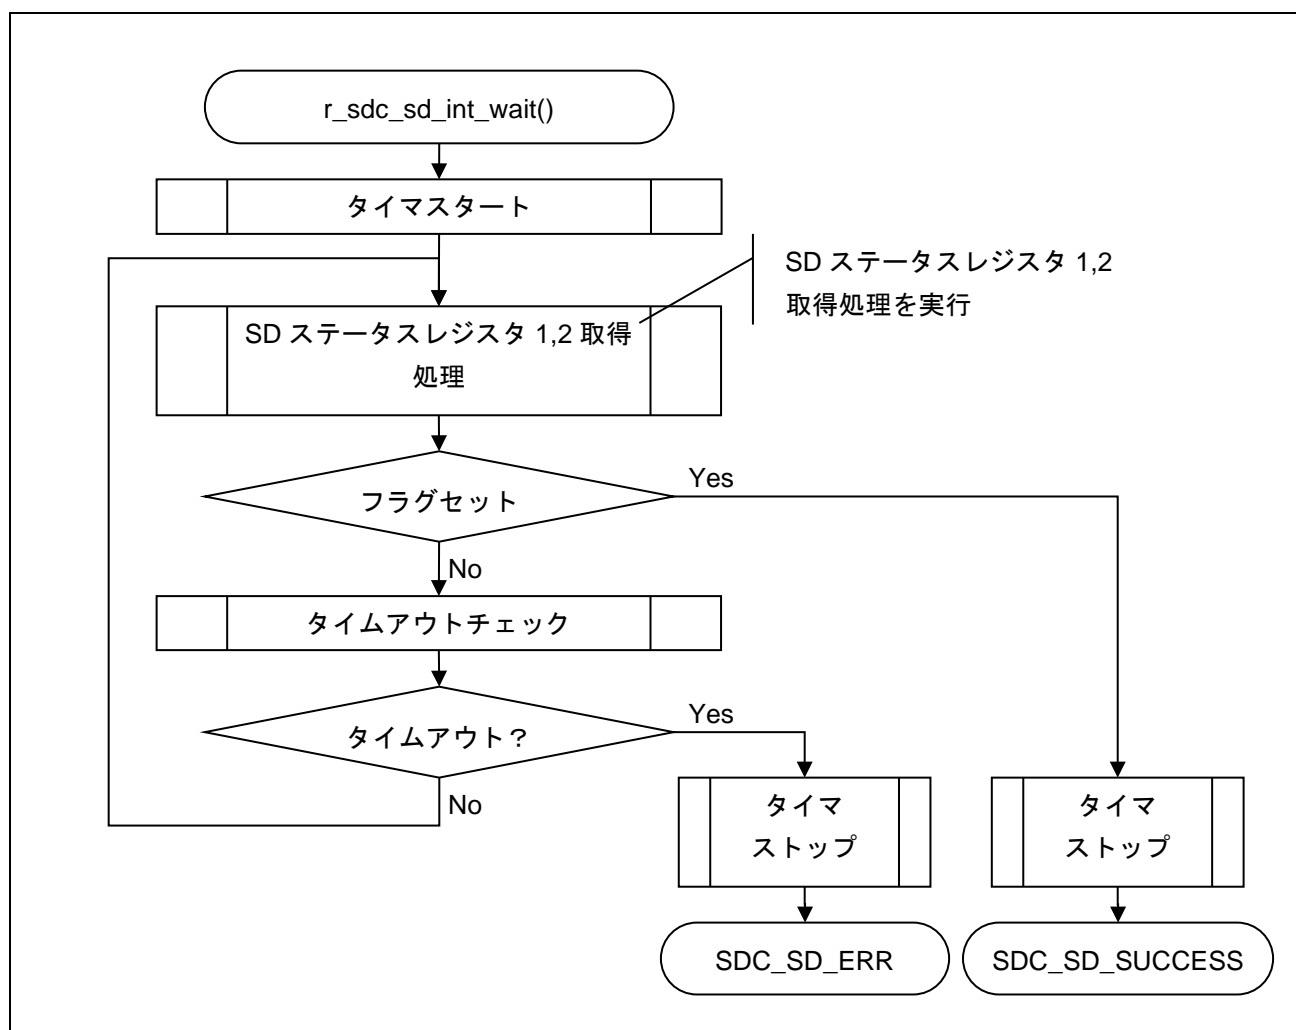 r_sdc_sd_int_wait()
タイマスタート
SD ステータスレジスタ 1,2
取得処理を実行
SD ステータスレジスタ 1,2 取得
処理
フラグセット
Yes
No
タイムアウトチェック
タイムアウト？
Yes
No
タイマ
ストップ
タイマ
ストップ
SDC_SD_ERR
SDC_SD_SUCCESS